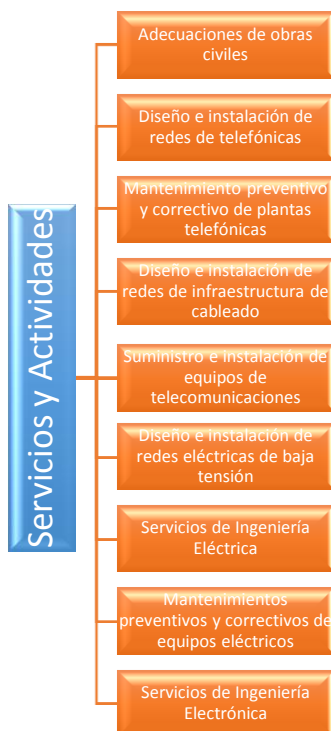 Servicios y Actividades
Adecuaciones de obras
civiles
Diseño e instalación de
redes de telefónicas
Mantenimiento preventivo
y correctivo de plantas
telefónicas
Diseño e instalación de
redes de infraestructura de
cableado
Suministro e instalación de
equipos de
telecomunicaciones
Diseño e instalación de
redes eléctricas de baja
tensión
Servicios de Ingeniería
Eléctrica
Mantenimientos
preventivos y correctivos de
equipos eléctricos
Servicios de Ingeniería
Electrónica